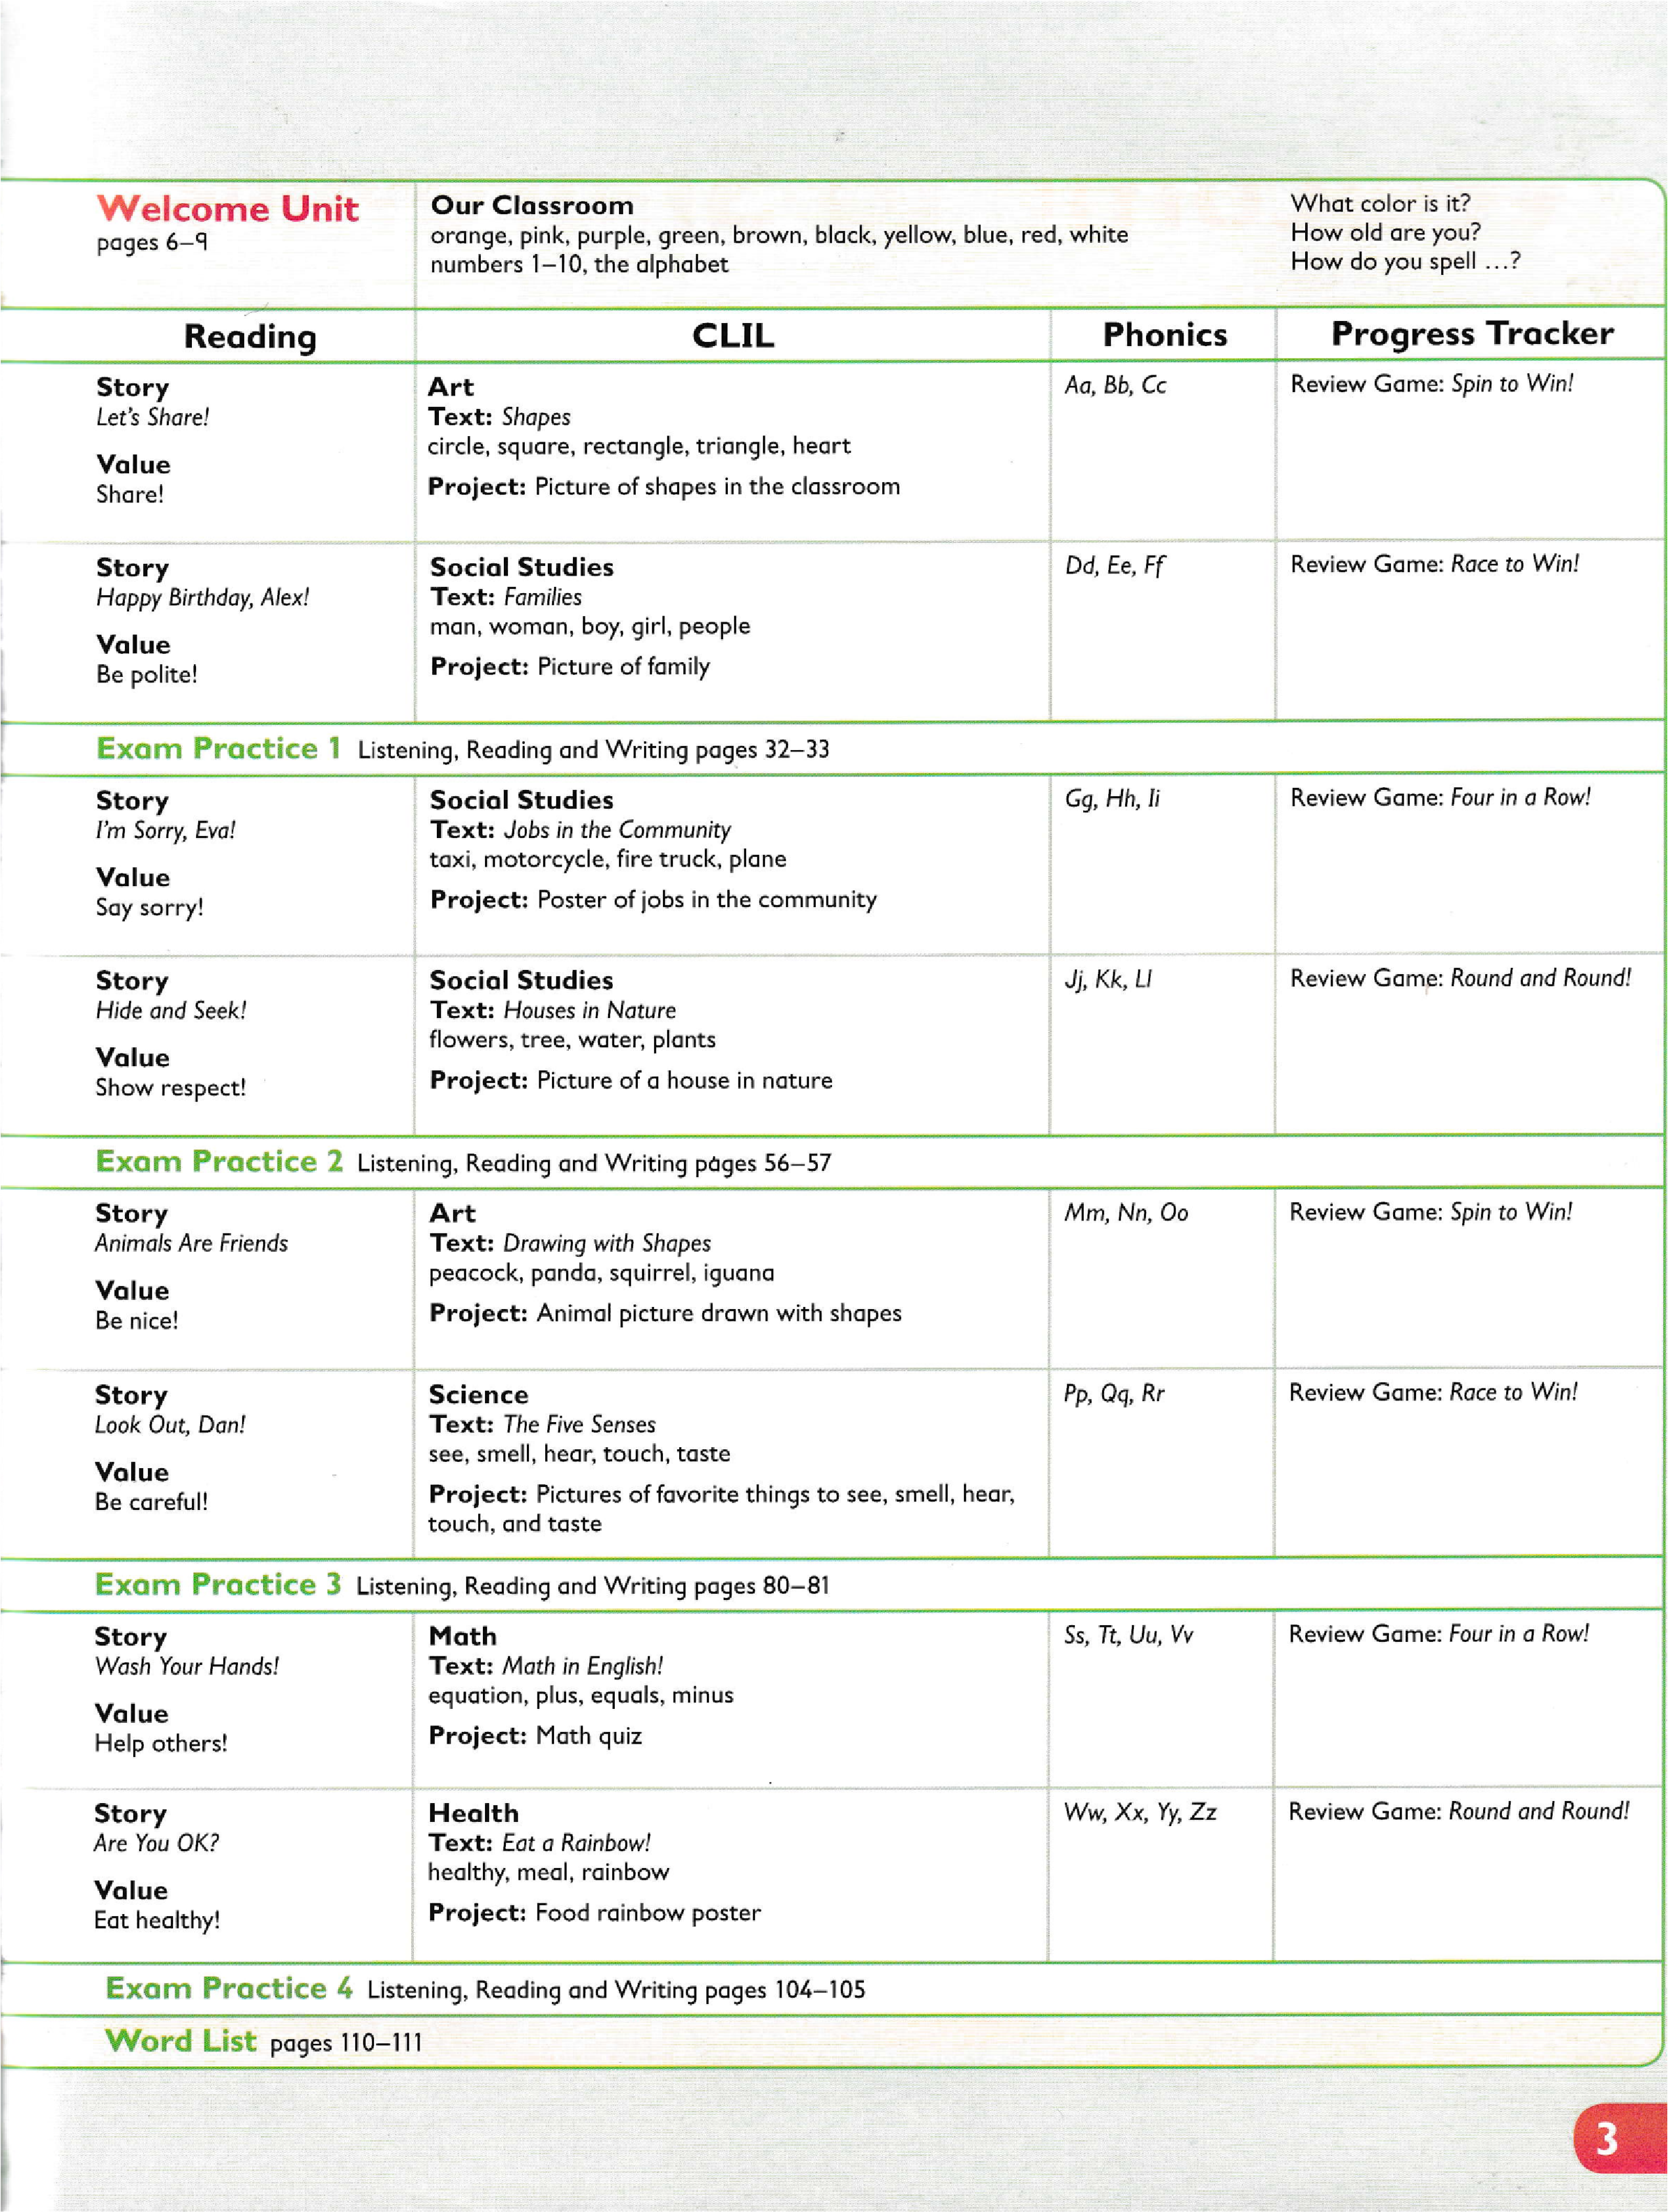 Welcome Unit
pages 6–9
Our Classroom
orange, pink, purple, green, brown, black, yellow, blue, red, white
numbers 1–10, the alphabet
What color is it?
How old are you?
How do you spell ...?
Reading
CLIL
Phonics
Progress Tracker
Story
Let's Share!
Value
Share!
Art
Text: Shapes
circle, square, rectangle, triangle, heart
Project: Picture of shapes in the classroom
Aa, Bb, Cc
Review Game: Spin to Win!
Story
Happy Birthday, Alex!
Value
Be polite!
Social Studies
Text: Families
man, woman, boy, girl, people
Project: Picture of family
Dd, Ee, Ff
Review Game: Race to Win!
Exam Practice 1 Listening, Reading and Writing pages 32–33
Story
I'm Sorry, Eva!
Value
Say sorry!
Social Studies
Text: Jobs in the Community
taxi, motorcycle, fire truck, plane
Project: Poster of jobs in the community
Gg, Hh, Ii
Review Game: Four in a Row!
Story
Hide and Seek!
Value
Show respect!
Social Studies
Text: Houses in Nature
flowers, tree, water, plants
Project: Picture of a house in nature
Jj, Kk, Ll
Review Game: Round and Round!
Exam Practice 2 Listening, Reading and Writing pages 56–57
Story
Animals Are Friends
Value
Be nice!
Art
Text: Drawing with Shapes
peacock, panda, squirrel, iguana
Project: Animal picture drawn with shapes
Mm, Nn, Oo
Review Game: Spin to Win!
Story
Look Out, Dan!
Value
Be careful!
Science
Text: The Five Senses
see, smell, hear, touch, taste
Project: Pictures of favorite things to see, smell, hear,
touch, and taste
Pp, Qq, Rr
Review Game: Race to Win!
Exam Practice 3 Listening, Reading and Writing pages 80–81
Story
Wash Your Hands!
Value
Help others!
Math
Text: Math in English!
equation, plus, equals, minus
Project: Math quiz
Ss, Tt, Uu, Vv
Review Game: Four in a Row!
Story
Are You OK?
Value
Eat healthy!
Health
Text: Eat a Rainbow!
healthy, meal, rainbow
Project: Food rainbow poster
Ww, Xx, Yy, Zz
Review Game: Round and Round!
Exam Practice 4 Listening, Reading and Writing pages 104–105
Word List pages 110–111
3